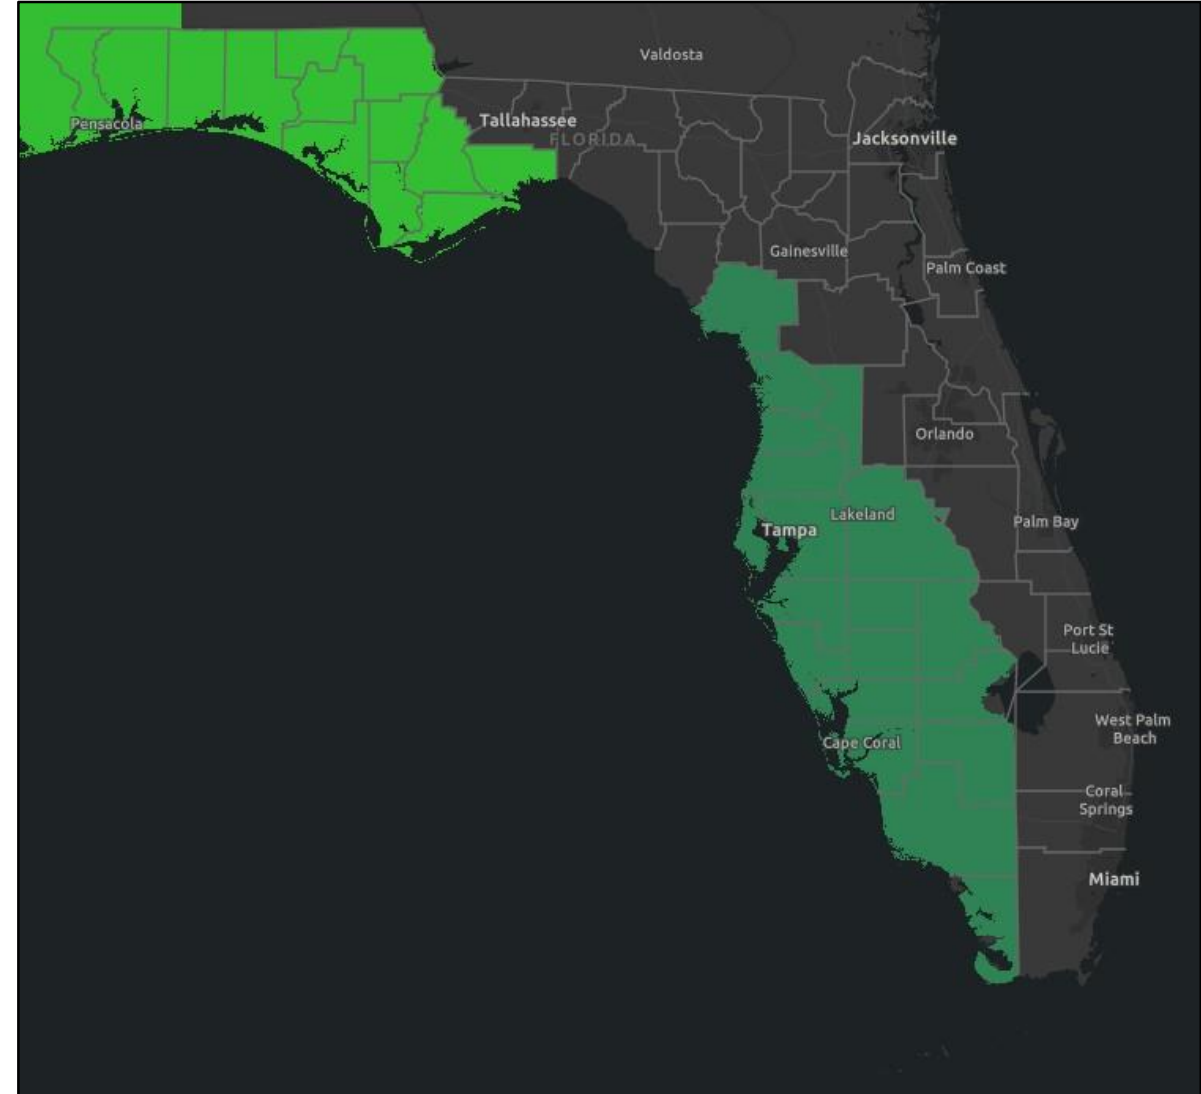 Valdosta
Pensacola
Tallahassee
FLORIDA
Jacksonville
Gainesville
Palm Coast
Orlando
Lakeland
Tampa
Palm Bay
Port St
Lucie
West Palm
Beach
Cape Coral
Coral
Springs
Miami